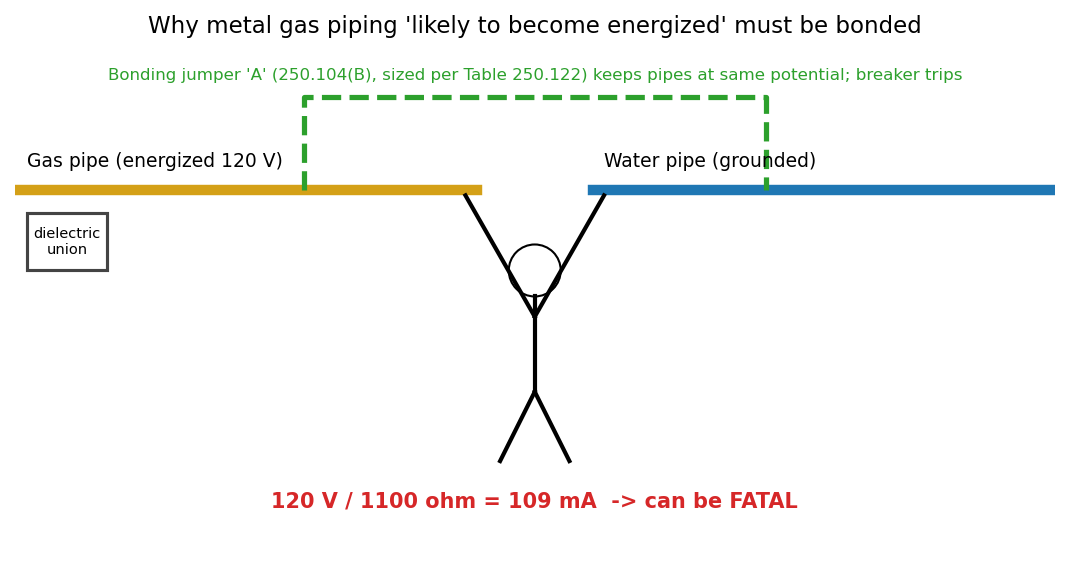 Why metal gas piping 'likely to become energized' must be bonded
Bonding jumper 'A' (250.104(B), sized per Table 250.122) keeps pipes at same potential; breaker trips
Gas pipe (energized 120 V)
Water pipe (grounded)
dielectric
union
120 V / 1100 ohm = 109 mA  -> can be FATAL